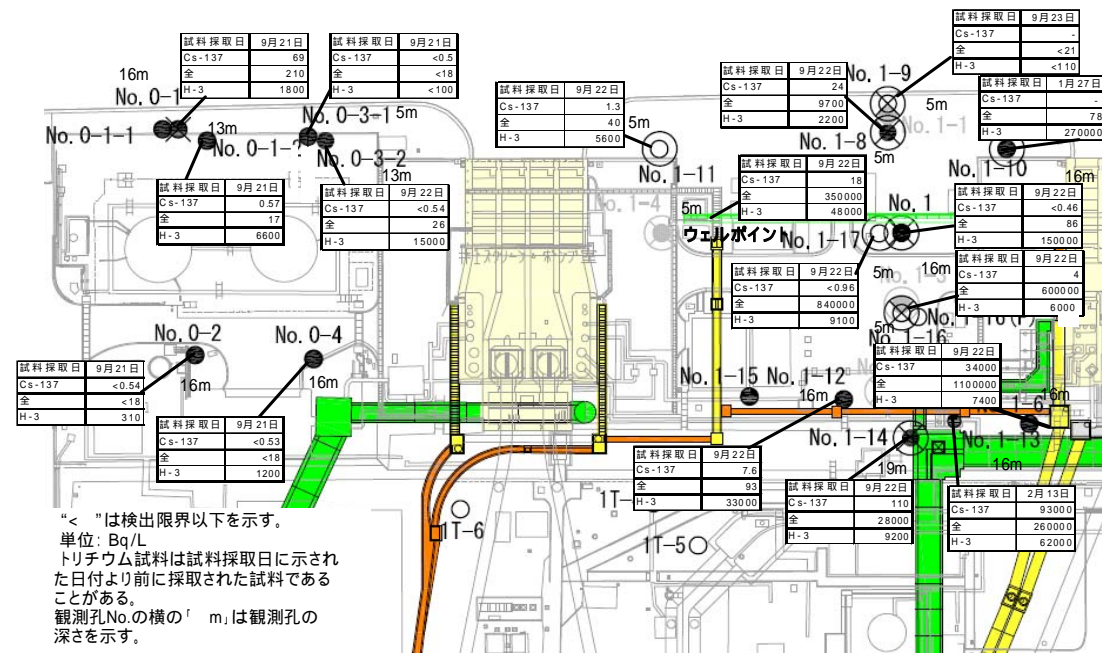 試料採取日 9月21日
Cs-137 69
全 210
H-3 1800
試料採取日 9月21日
Cs-137 <0.5
全 <18
H-3 <100
試料採取日 9月22日
Cs-137 1.3
全 40
H-3 5600
試料採取日 9月22日
Cs-137 24
全 9700
H-3 2200
試料採取日 9月23日
Cs-137 -
全 <21
H-3 <110
試料採取日 1月27日
Cs-137 -
全 78
H-3 270000
16m
No. 0-1
No. 0-1-1
13m
No. 0-1-2
No. 0-3-1 5m
No. 0-3-2
13m
5m
No. 1-11
No. 1-9
5m
No. 1-1
No. 1-8
5m
No. 1-10
16m
試料採取日 9月21日
Cs-137 0.57
全 17
H-3 6600
試料採取日 9月22日
Cs-137 <0.54
全 26
H-3 15000
試料採取日 9月22日
Cs-137 18
全 350000
H-3 48000
試料採取日 9月22日
Cs-137 <0.46
全 86
H-3 150000
No. 1-4
5m
ウェルポイント
No. 1-17
No. 1
16m
5m
No. 1-3
試料採取日 9月22日
Cs-137 <0.96
全 840000
H-3 9100
試料採取日 9月22日
Cs-137 4
全 600000
H-3 6000
5m
No. 1-16
No. 1-16(P)
No. 0-2
16m
No. 0-4
16m
試料採取日 9月21日
Cs-137 <0.54
全 <18
H-3 310
試料採取日 9月21日
Cs-137 <0.53
全 <18
H-3 1200
No. 1-15
No. 1-12
16m
試料採取日 9月22日
Cs-137 34000
全 1100000
H-3 7400
1-6
16m
No. 1-14
19m
No. 1-13
16m
試料採取日 9月22日
Cs-137 7.6
全 93
H-3 33000
試料採取日 9月22日
Cs-137 110
全 28000
H-3 9200
試料採取日 2月13日
Cs-137 93000
全 260000
H-3 62000
1T-6
1T-
1T-5
“< ”は検出限界以下を示す。
単位: Bq/L
トリチウム試料は試料採取日に示され
た日付より前に採取された試料である
ことがある。
観測孔No.の横の「 m」は観測孔の
深さを示す。